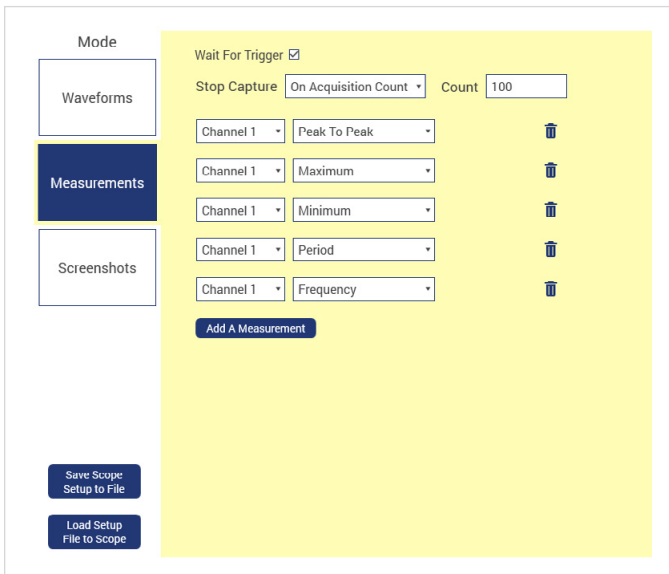 Mode
Waveforms
Measurements
Screenshots
Save Scope
Setup to File
Load Setup
File to Scope
Wait For Trigger
Stop Capture On Acquisition Count Count 100
Channel 1 Peak To Peak
Channel 1 Maximum
Channel 1 Minimum
Channel 1 Period
Channel 1 Frequency
Add A Measurement